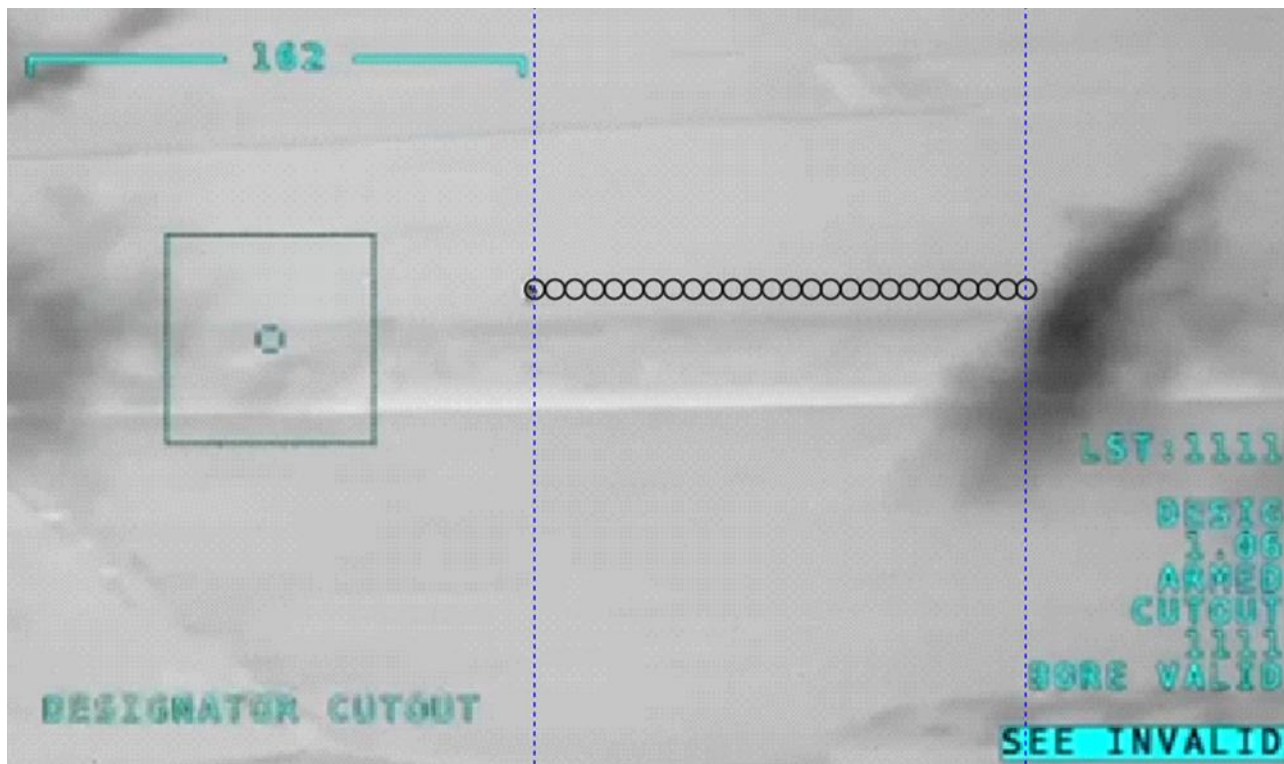 162
LST:1111
DESIG
1.06
ARMED
CUTOUT
1111
BORE VALID
DESIGNATOR CUTOUT
SEE INVALID